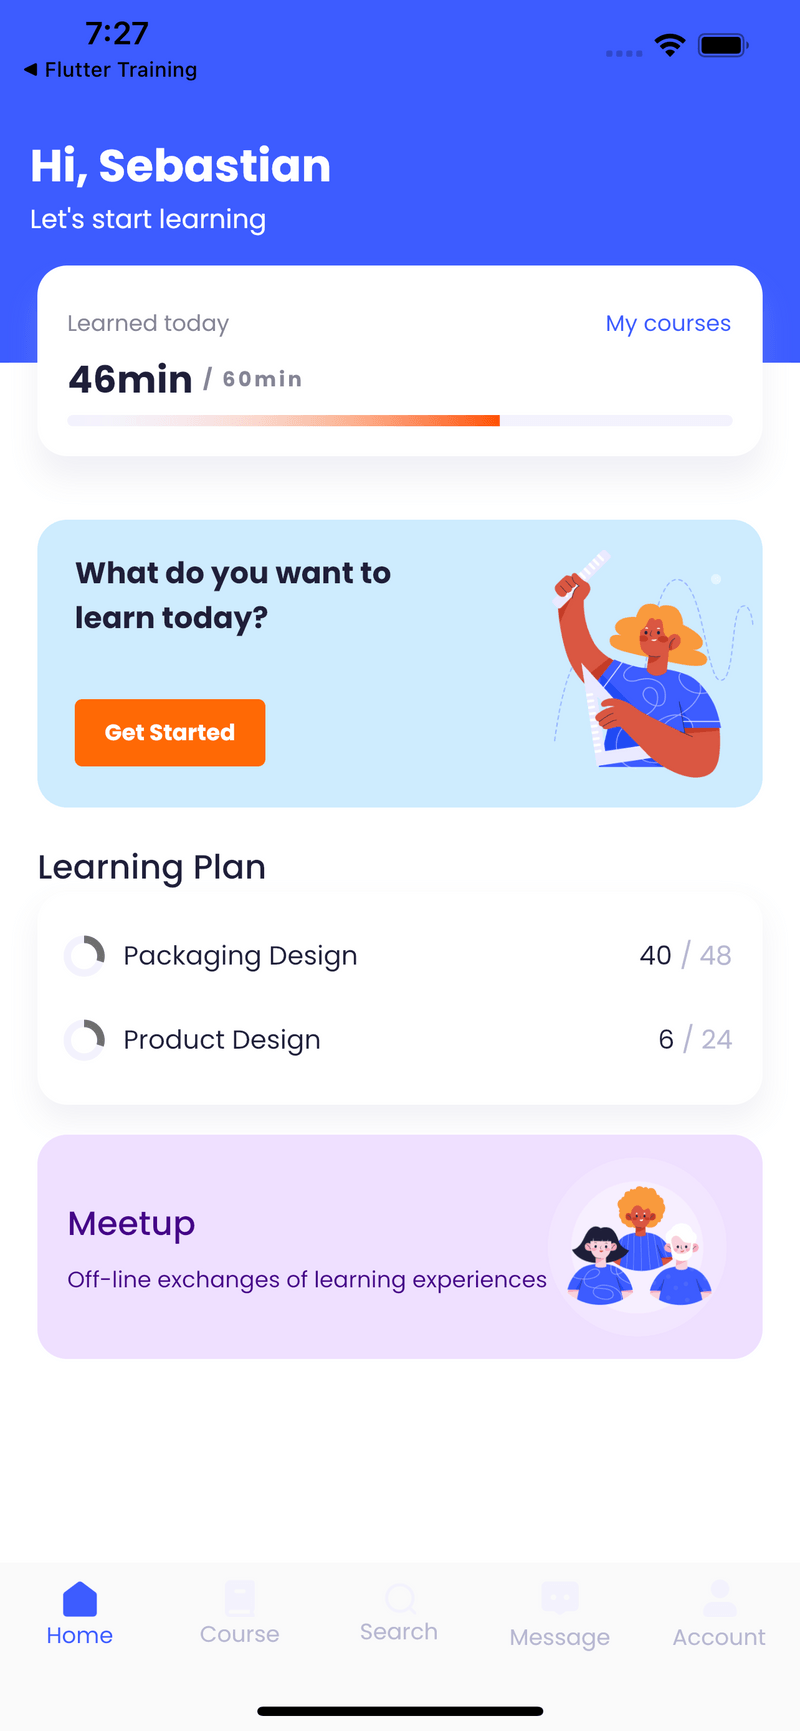 7:27
◀ Flutter Training
Hi, Sebastian
Let's start learning
Learned today
My courses
46min / 60min
What do you want to
learn today?
Get Started
Learning Plan
Packaging Design
40 / 48
Product Design
6 / 24
Meetup
Off-line exchanges of learning experiences
Home
Course
Search
Message
Account